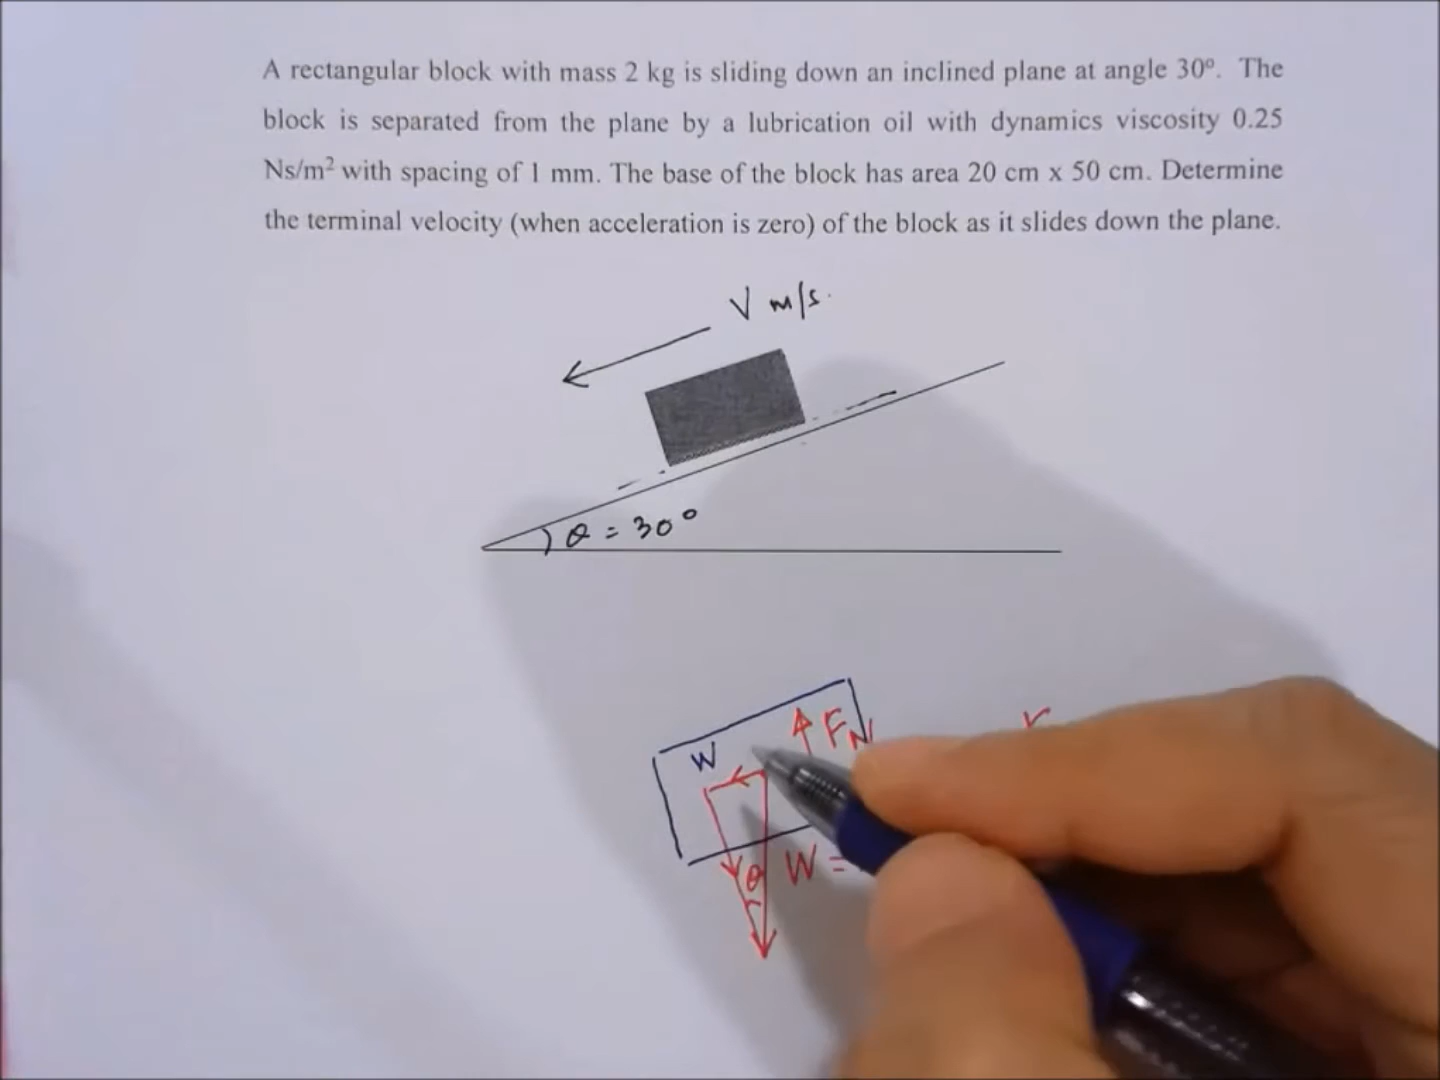 A rectangular block with mass 2 kg is sliding down an inclined plane at angle 30º. The
block is separated from the plane by a lubrication oil with dynamics viscosity 0.25
Ns/m² with spacing of 1 mm. The base of the block has area 20 cm x 50 cm. Determine
the terminal velocity (when acceleration is zero) of the block as it slides down the plane.
V m/s.
θ = 30°
F_N
W
θ
W =